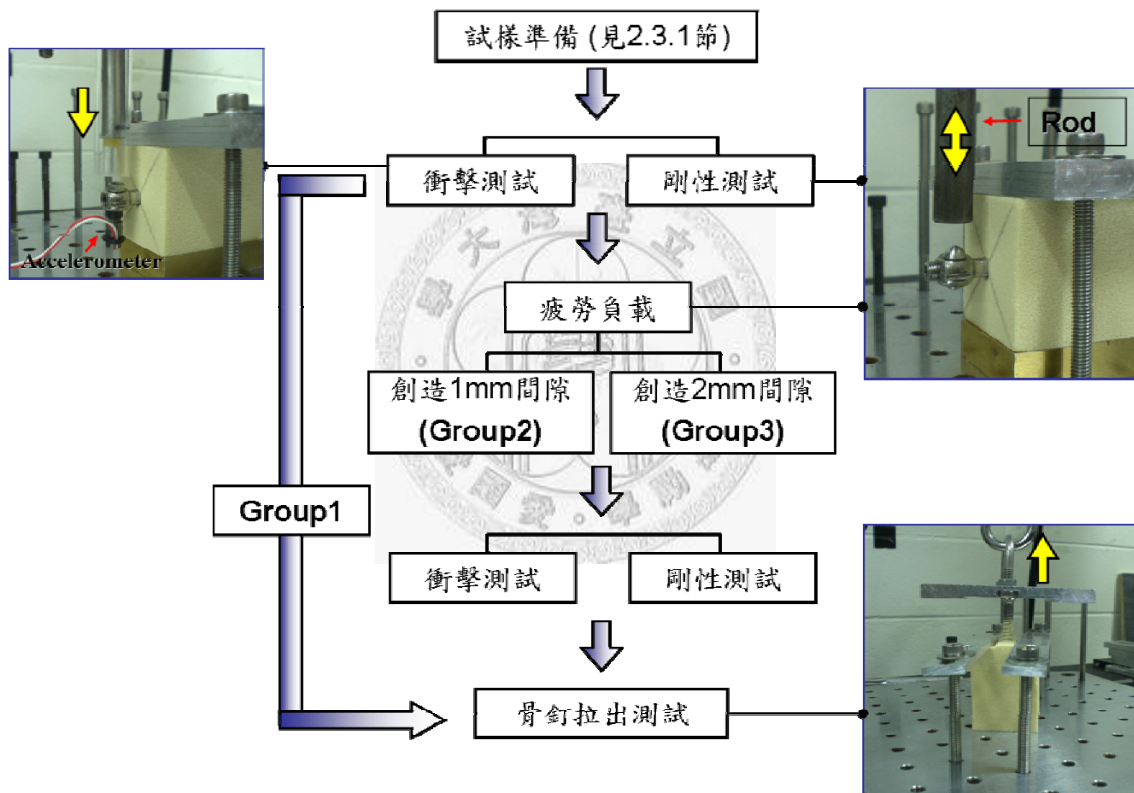 試樣準備 (見2.3.1節)
Rod
衝擊測試
剛性測試
Accelerometer
疲勞負載
創造1mm間隙
(Group2)
創造2mm間隙
(Group3)
Group1
衝擊測試
剛性測試
骨釘拉出測試